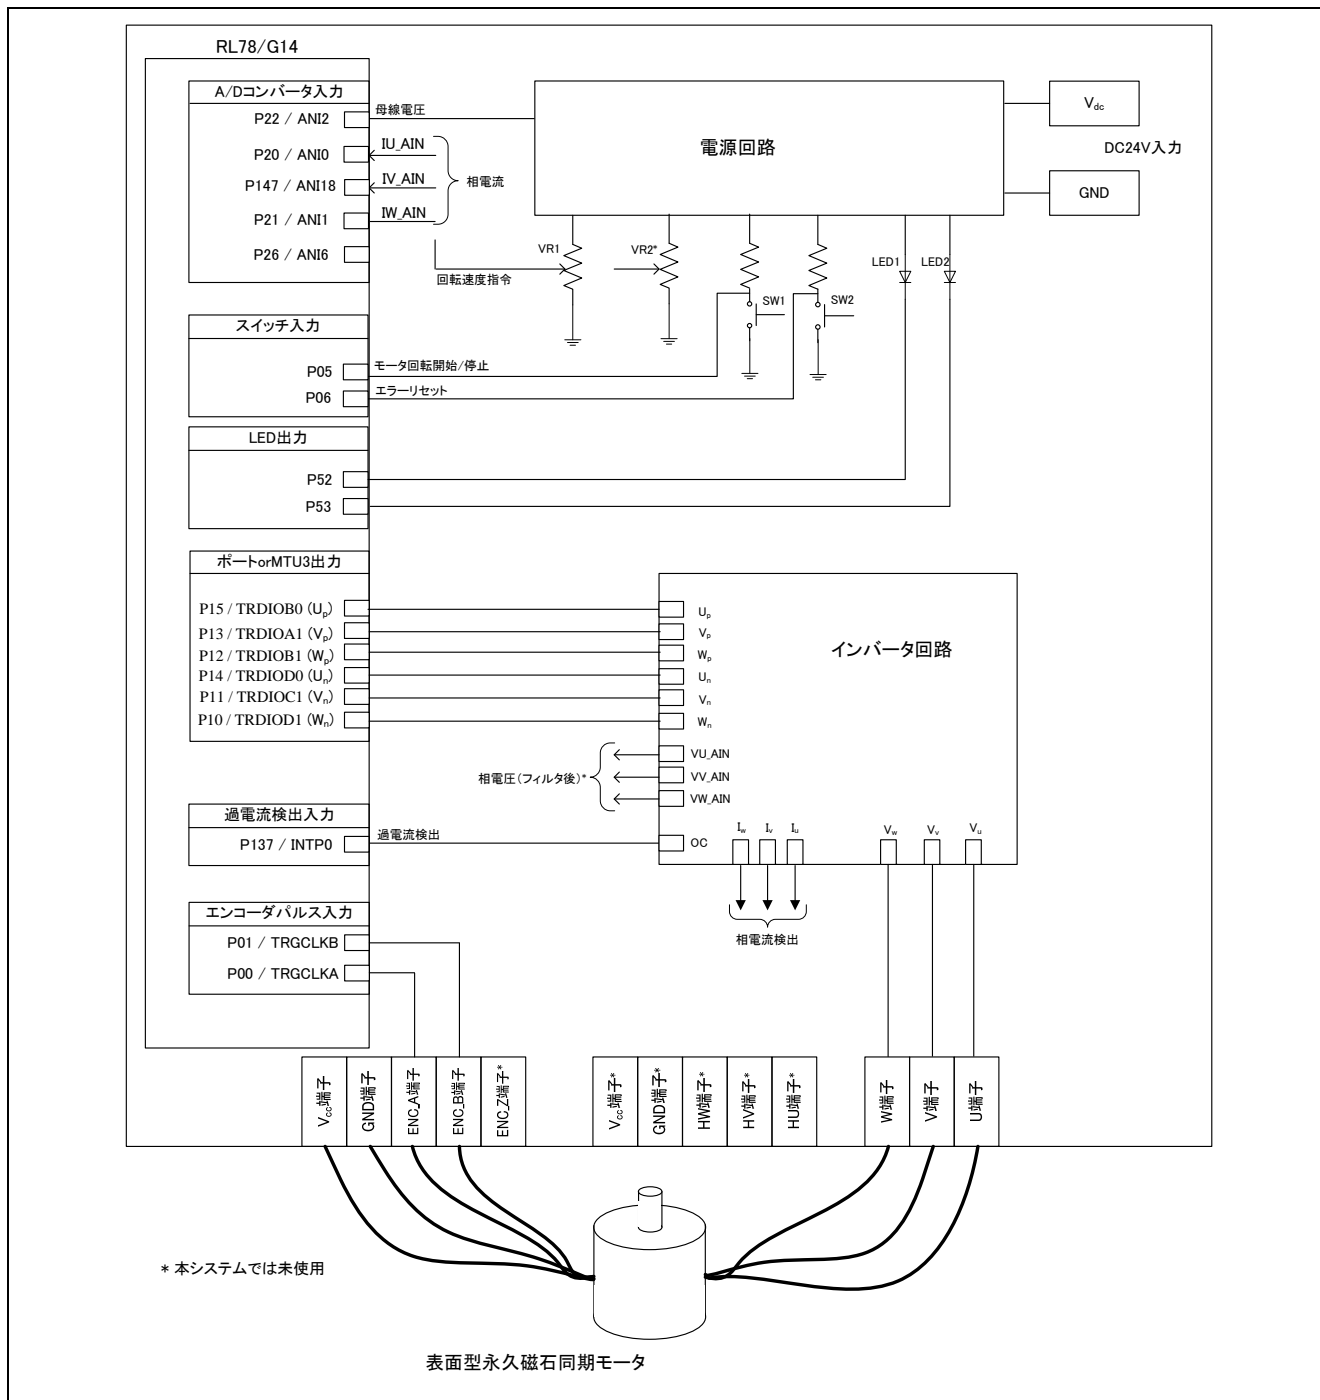 RL78/G14
A/Dコンバータ入力
P22 / ANI2
P20 / ANI0
P147 / ANI18
P21 / ANI1
P26 / ANI6
母線電圧
IU_AIN
IV_AIN
IW_AIN
相電流
回転速度指令
電源回路
Vdc
DC24V入力
GND
VR1
VR2*
SW1
SW2
LED1
LED2
スイッチ入力
P05
P06
モータ回転開始/停止
エラーリセット
LED出力
P52
P53
ポートorMTU3出力
P15 / TRDIOB0 (Up)
P13 / TRDIOA1 (Vp)
P12 / TRDIOB1 (Wp)
P14 / TRDIOD0 (Un)
P11 / TRDIOC1 (Vn)
P10 / TRDIOD1 (Wn)
インバータ回路
Up
Vp
Wp
Un
Vn
Wn
VU_AIN
VV_AIN
VW_AIN
相電圧(フィルタ後)*
OC
Iw
Iv
Iu
Vw
Vv
Vu
過電流検出入力
P137 / INTP0
過電流検出
相電流検出
エンコーダパルス入力
P01 / TRGCLKB
P00 / TRGCLKA
Vcc端子
GND端子
ENC_A端子
ENC_B端子
ENC_Z端子*
Vcc端子*
GND端子*
HW端子*
HV端子*
HU端子*
W端子
V端子
U端子
* 本システムでは未使用
表面型永久磁石同期モータ